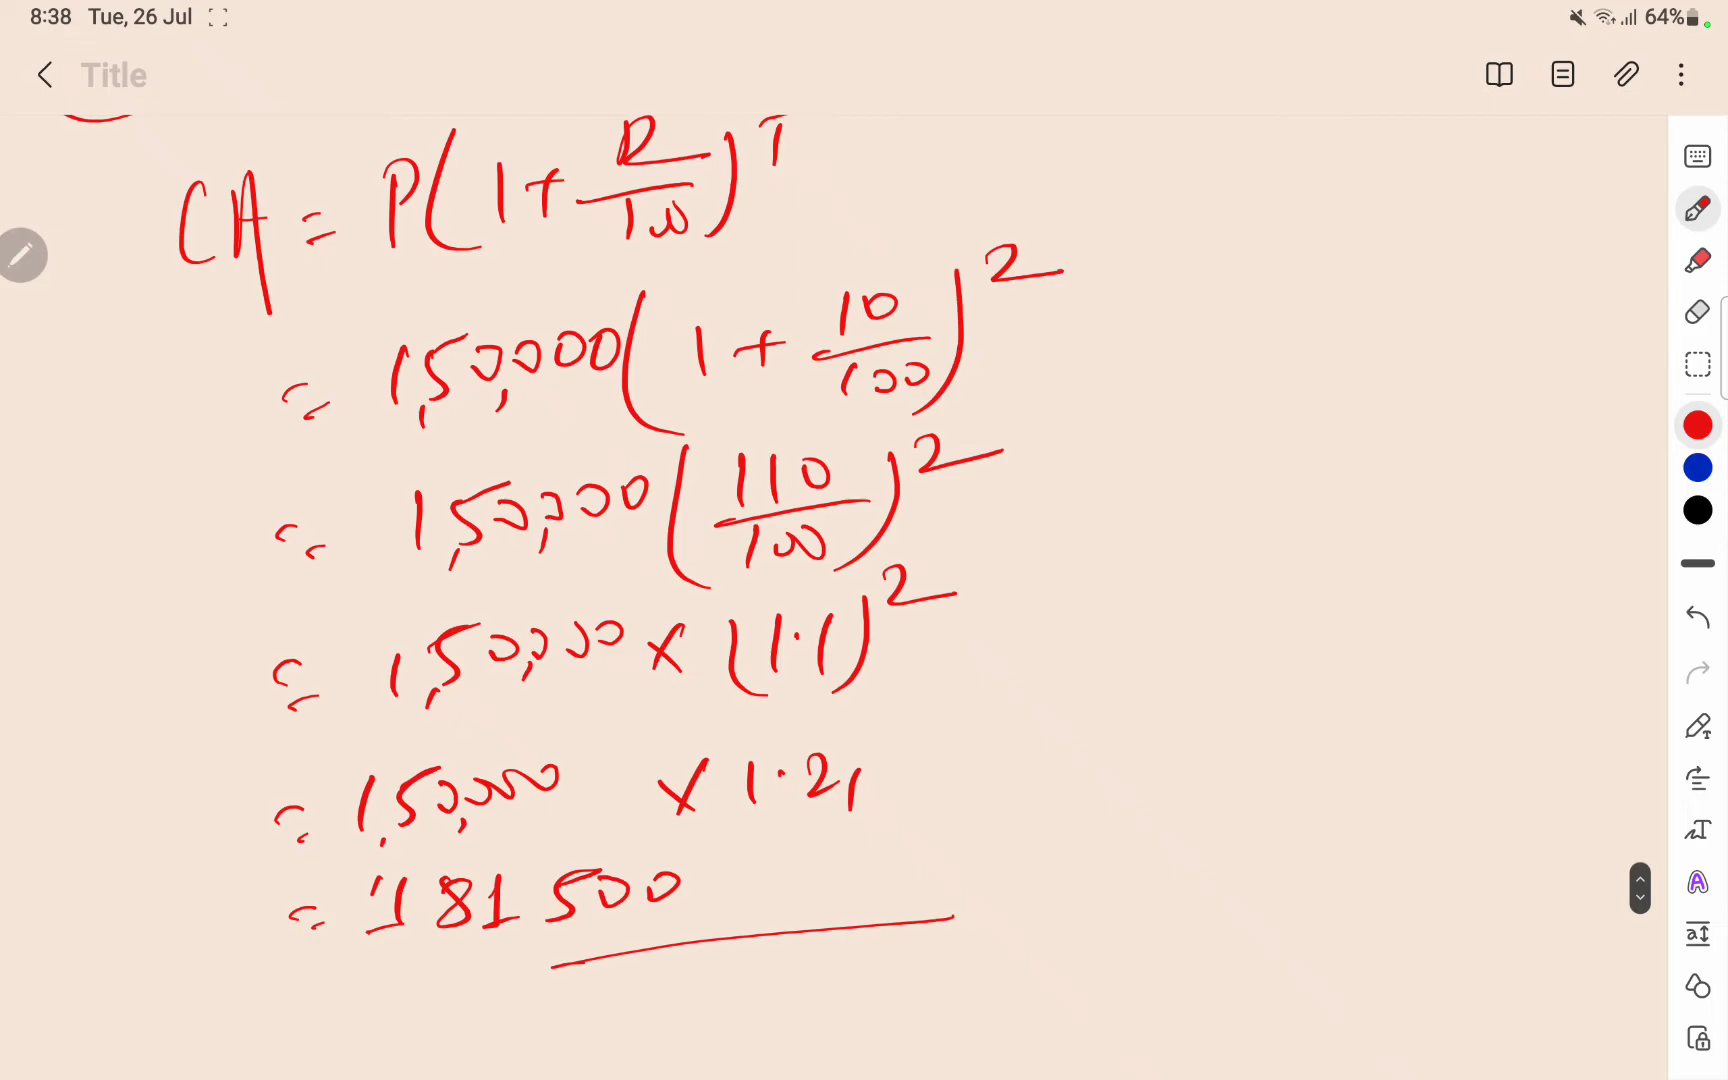 8:38 Tue, 26 Jul 64%
Title
CA = P(1+R/100)^T
= 1,50,000(1+10/100)^2
= 1,50,000(110/100)^2
= 1,50,000 × (1.1)^2
= 1,50,000 × 1.21
= 181500